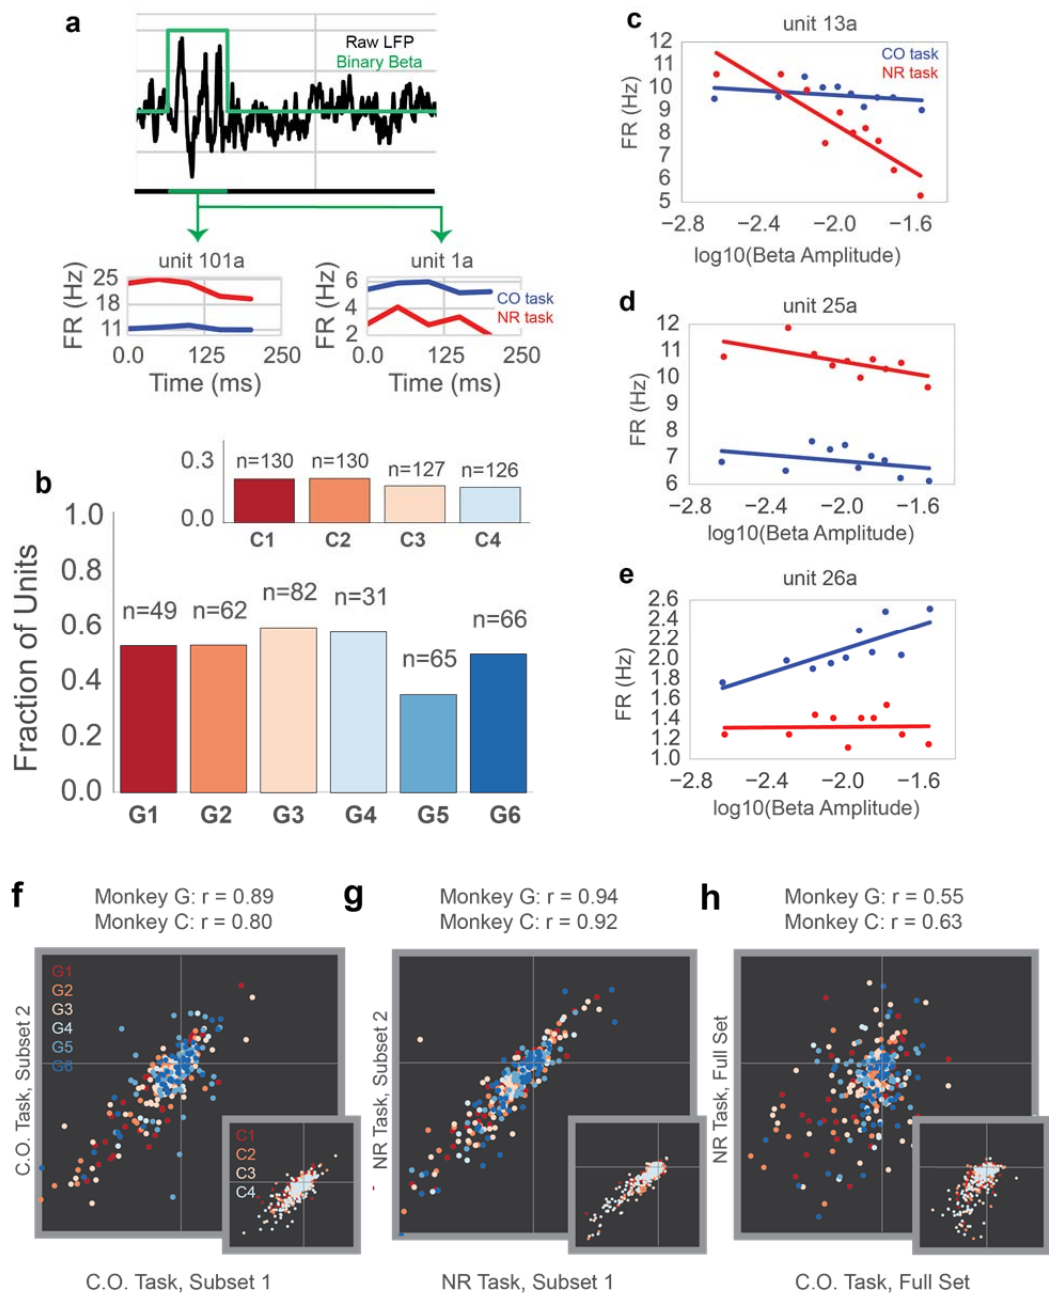 a
Raw LFP
Binary Beta
unit 101a
FR (Hz)
25
18
11
0.0 125 250
Time (ms)
unit 1a
FR (Hz)
6
4
2
CO task
NR task
0.0 125 250
Time (ms)
b
Fraction of Units
1.0
0.8
0.6
0.4
0.2
0.0
n=49
n=62
n=82
n=31
n=65
n=66
G1 G2 G3 G4 G5 G6
0.3
0.0
n=130 n=130 n=127 n=126
C1 C2 C3 C4
c
unit 13a
CO task
NR task
FR (Hz)
12
11
10
9
8
7
6
5
−2.8 −2.4 −2.0 −1.6
log10(Beta Amplitude)
d
unit 25a
FR (Hz)
12
11
10
9
8
7
6
−2.8 −2.4 −2.0 −1.6
log10(Beta Amplitude)
e
unit 26a
FR (Hz)
2.6
2.4
2.2
2.0
1.8
1.6
1.4
1.2
1.0
−2.8 −2.4 −2.0 −1.6
log10(Beta Amplitude)
f
Monkey G: r = 0.89
Monkey C: r = 0.80
C.O. Task, Subset 2
G1
G2
G3
G4
G5
G6
C1
C2
C3
C4
C.O. Task, Subset 1
g
Monkey G: r = 0.94
Monkey C: r = 0.92
NR Task, Subset 2
NR Task, Subset 1
h
Monkey G: r = 0.55
Monkey C: r = 0.63
NR Task, Full Set
C.O. Task, Full Set